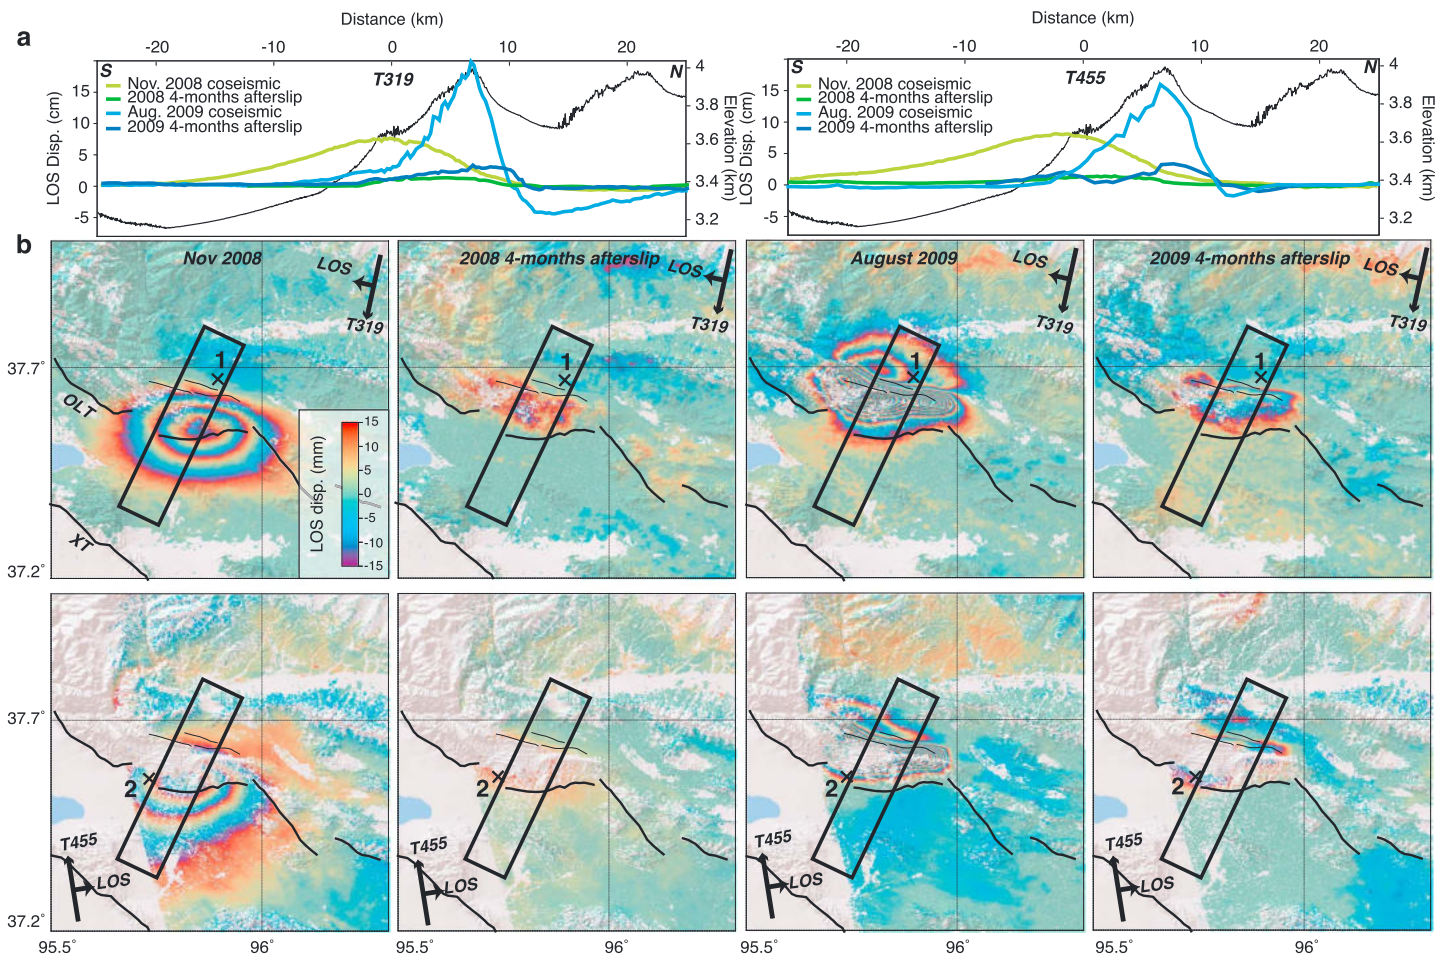 a
Distance (km)
-20 -10 0 10 20
S T319 N
Nov. 2008 coseismic
2008 4-months afterslip
Aug. 2009 coseismic
2009 4-months afterslip
LOS Disp. (cm)
15
10
5
0
-5
Elevation (km)
4
3.8
3.6
3.4
3.2
Distance (km)
-20 -10 0 10 20
S T455 N
Nov. 2008 coseismic
2008 4-months afterslip
Aug. 2009 coseismic
2009 4-months afterslip
LOS Disp. (cm)
15
10
5
0
-5
Elevation (km)
4
3.8
3.6
3.4
3.2
b
Nov 2008
LOS
T319
1
OLT
XT
LOS disp. (mm)
15
10
5
0
-5
-10
-15
37.7°
37.2°
2008 4-months afterslip
LOS
T319
1
August 2009
LOS
T319
1
2009 4-months afterslip
LOS
T319
1
37.7°
37.2°
2
T455
LOS
2
T455
LOS
2
T455
LOS
2
T455
LOS
95.5° 96° 95.5° 96° 95.5° 96° 95.5° 96°